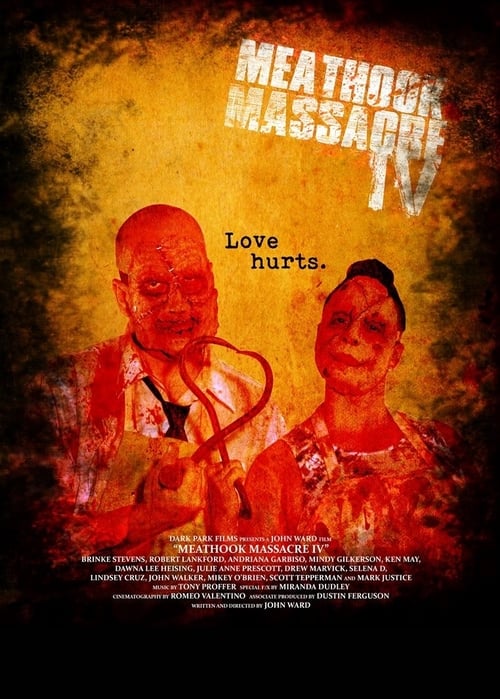 MEATHOOK
MASSACRE
IV
Love
hurts.
DARK PARK FILMS PRESENTS A JOHN WARD FILM
"MEATHOOK MASSACRE IV"
BRINKE STEVENS, ROBERT LANKFORD, ANDRIANA GARBISO, MINDY GILKERSON, KEN MAY,
DAWNA LEE HEISING, JULIE ANNE PRESCOTT, DREW MARVICK, SELENA D,
LINDSEY CRUZ, JOHN WALKER, MIKEY O'BRIEN, SCOTT TEPPERMAN AND MARK JUSTICE
MUSIC BY TONY PROFFER SPECIAL F/X BY MIRANDA DUDLEY
CINEMATOGRAPHY BY ROMEO VALENTINO ASSOCIATE PRODUCED BY DUSTIN FERGUSON
WRITTEN AND DIRECTED BY JOHN WARD